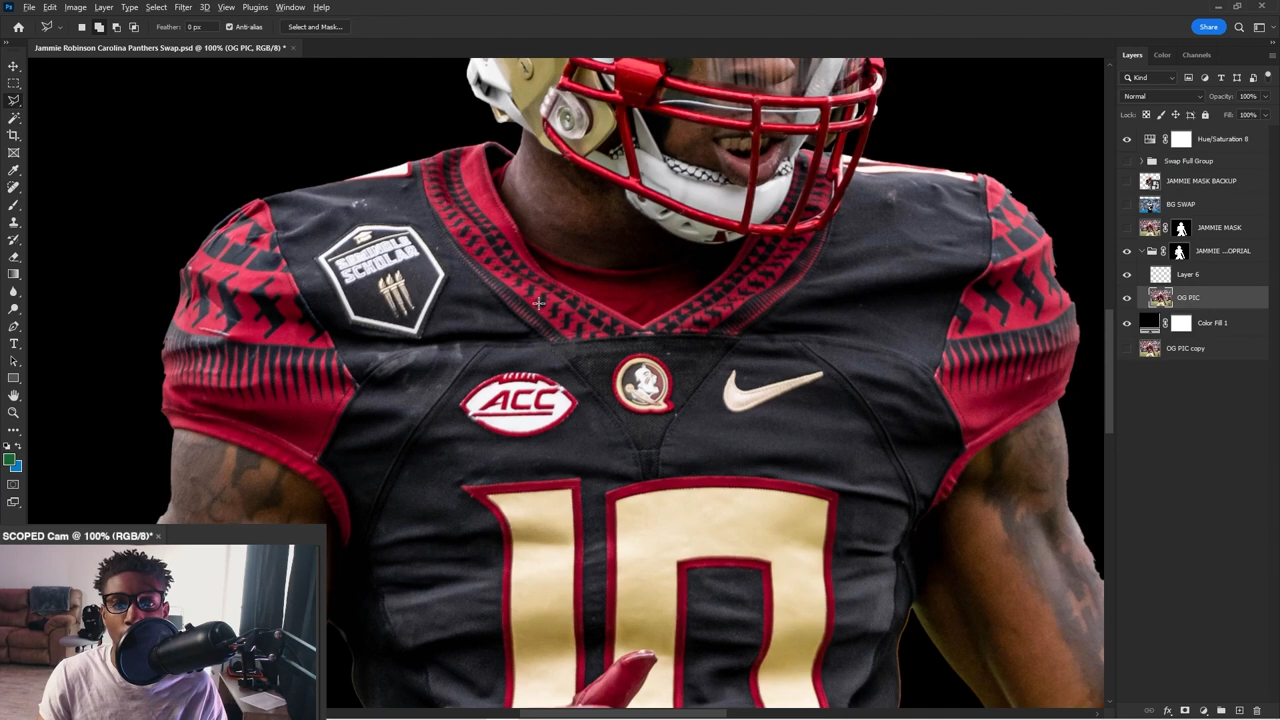 Ps File Edit Image Layer Type Select Filter 3D View Plugins Window Help
Feather: 0 px Anti-alias Select and Mask... Share
Jammie Robinson Carolina Panthers Swap.psd @ 100% (OG PIC, RGB/8) * ×
Layers Color Channels
Kind
Normal Opacity: 100%
Lock: Fill: 100%
Hue/Saturation 8
Swap Full Group
JAMMIE MASK BACKUP
BG SWAP
JAMMIE MASK
JAMMIE ...OPRIAL
Layer 6
OG PIC
Color Fill 1
OG PIC copy
SEMINOLE
SCHOLAR
ACC
10
SCOPED Cam @ 100% (RGB/8)* ×